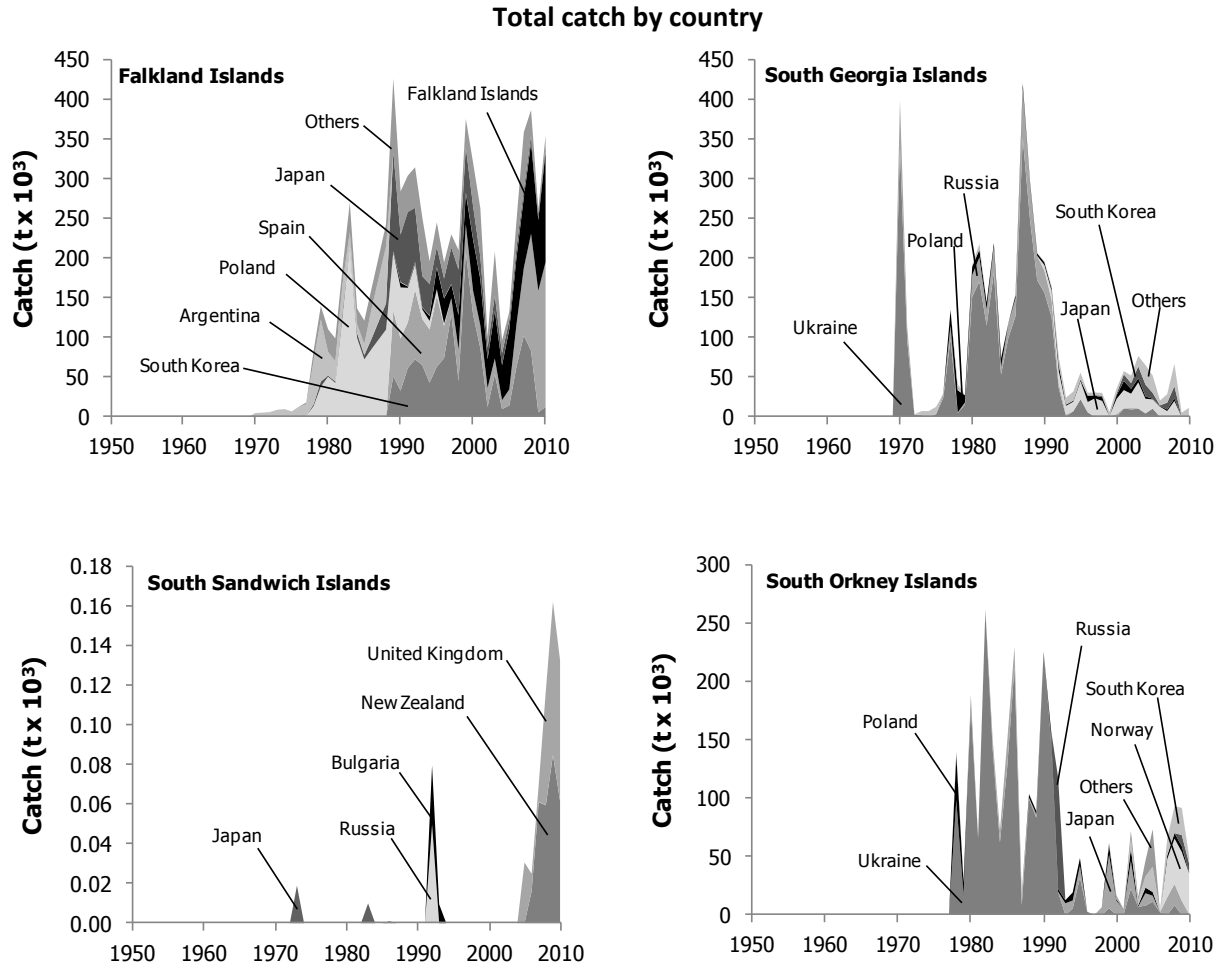 Total catch by country
Falkland Islands
Catch (t x 10³)
450
400
350
300
250
200
150
100
50
0
Falkland Islands
Others
Japan
Spain
Poland
Argentina
South Korea
1950 1960 1970 1980 1990 2000 2010
South Georgia Islands
Catch (t x 10³)
450
400
350
300
250
200
150
100
50
0
Russia
South Korea
Poland
Others
Japan
Ukraine
1950 1960 1970 1980 1990 2000 2010
South Sandwich Islands
Catch (t x 10³)
0.18
0.16
0.14
0.12
0.10
0.08
0.06
0.04
0.02
0.00
United Kingdom
New Zealand
Bulgaria
Russia
Japan
1950 1960 1970 1980 1990 2000 2010
South Orkney Islands
Catch (t x 10³)
300
250
200
150
100
50
0
Russia
South Korea
Poland
Norway
Others
Japan
Ukraine
1950 1960 1970 1980 1990 2000 2010